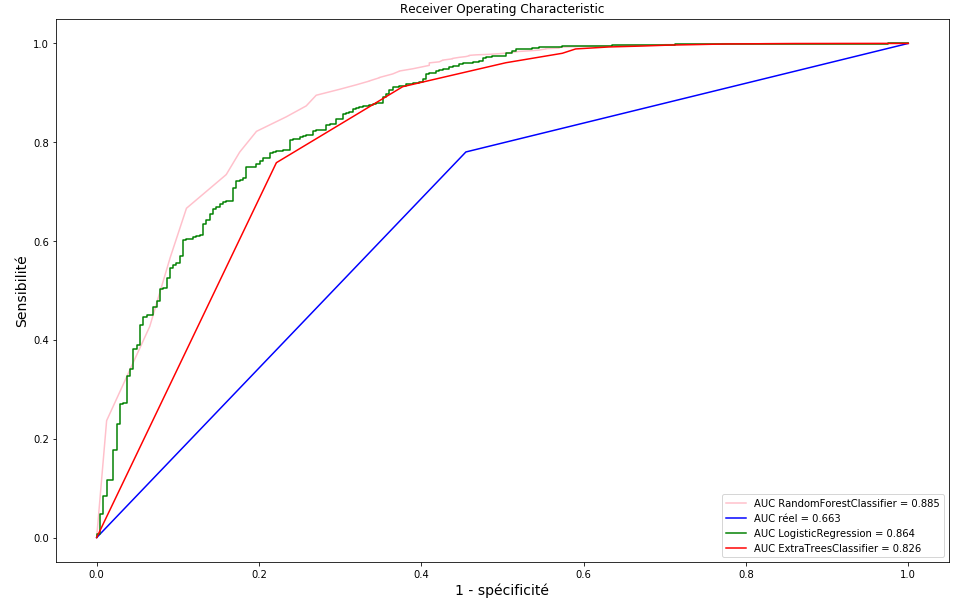 Receiver Operating Characteristic
1.0
0.8
0.6
0.4
0.2
0.0
Sensibilité
AUC RandomForestClassifier = 0.885
AUC réel = 0.663
AUC LogisticRegression = 0.864
AUC ExtraTreesClassifier = 0.826
0.0 0.2 0.4 0.6 0.8 1.0
1 - spécificité